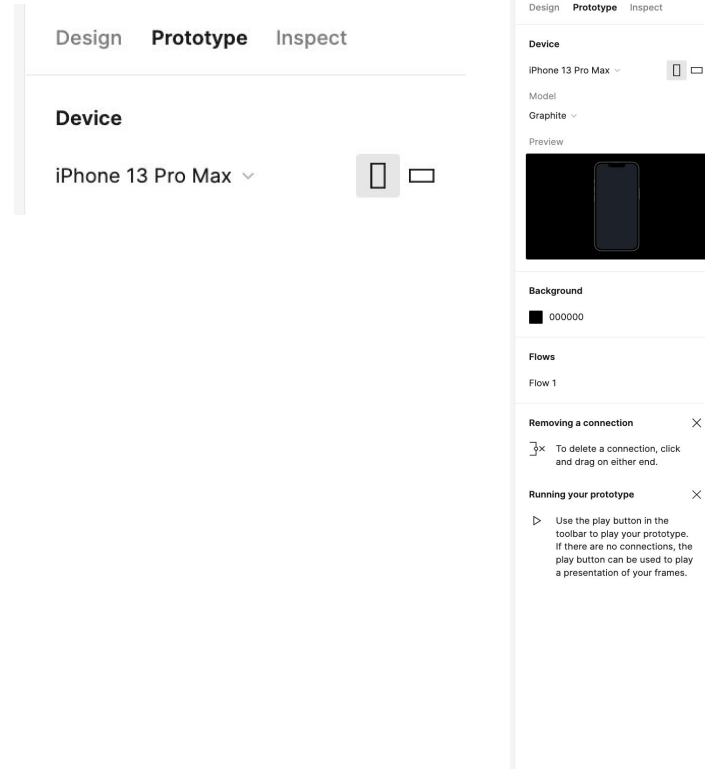 Design Prototype Inspect
Device
iPhone 13 Pro Max
Design Prototype Inspect
Device
iPhone 13 Pro Max
Model
Graphite
Preview
Background
000000
Flows
Flow 1
Removing a connection
To delete a connection, click
and drag on either end.
Running your prototype
Use the play button in the
toolbar to play your prototype.
If there are no connections, the
play button can be used to play
a presentation of your frames.